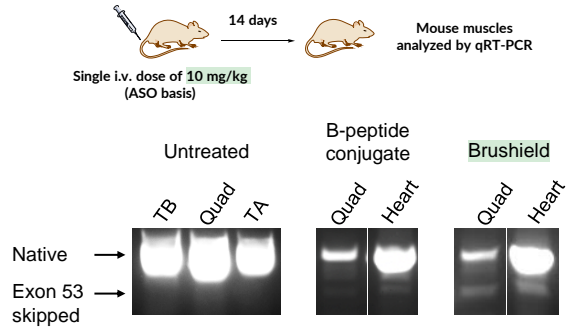 14 days
Single i.v. dose of 10 mg/kg
(ASO basis)
Mouse muscles
analyzed by qRT-PCR
Untreated
B-peptide
conjugate
Brushield
TB
Quad
TA
Quad
Heart
Quad
Heart
Native
Exon 53
skipped